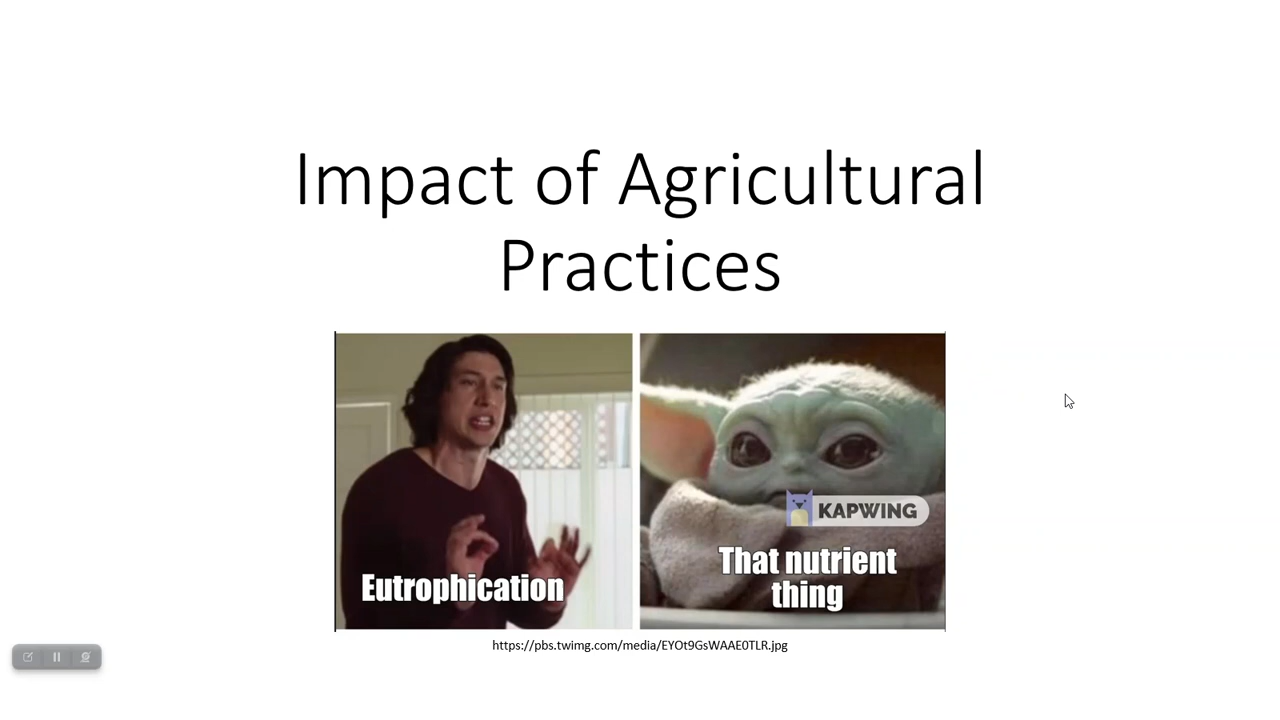 Impact of Agricultural
Practices
Eutrophication
KAPWING
That nutrient
thing
https://pbs.twimg.com/media/EYOt9GsWAAE0TLR.jpg